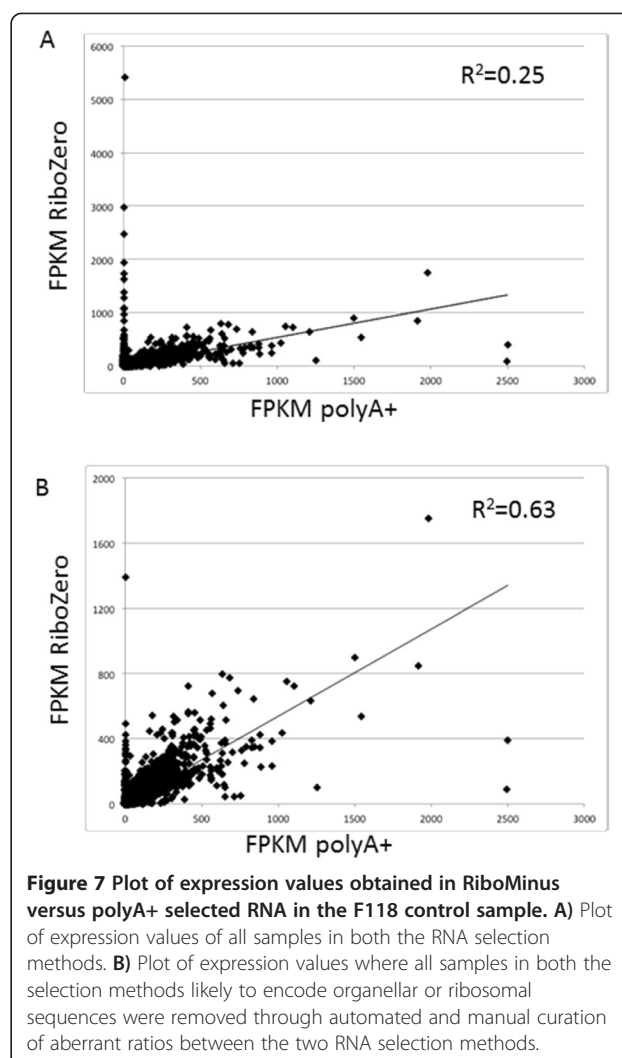 A
6000
R²=0.25
5000
4000
FPKM RiboZero
3000
2000
1000
0
0 500 1000 1500 2000 2500 3000
FPKM polyA+
B
2000
R²=0.63
1600
1200
FPKM RiboZero
800
400
0
0 500 1000 1500 2000 2500 3000
FPKM polyA+
Figure 7 Plot of expression values obtained in RiboMinus
versus polyA+ selected RNA in the F118 control sample. A) Plot
of expression values of all samples in both the RNA selection
methods. B) Plot of expression values where all samples in both the
selection methods likely to encode organellar or ribosomal
sequences were removed through automated and manual curation
of aberrant ratios between the two RNA selection methods.